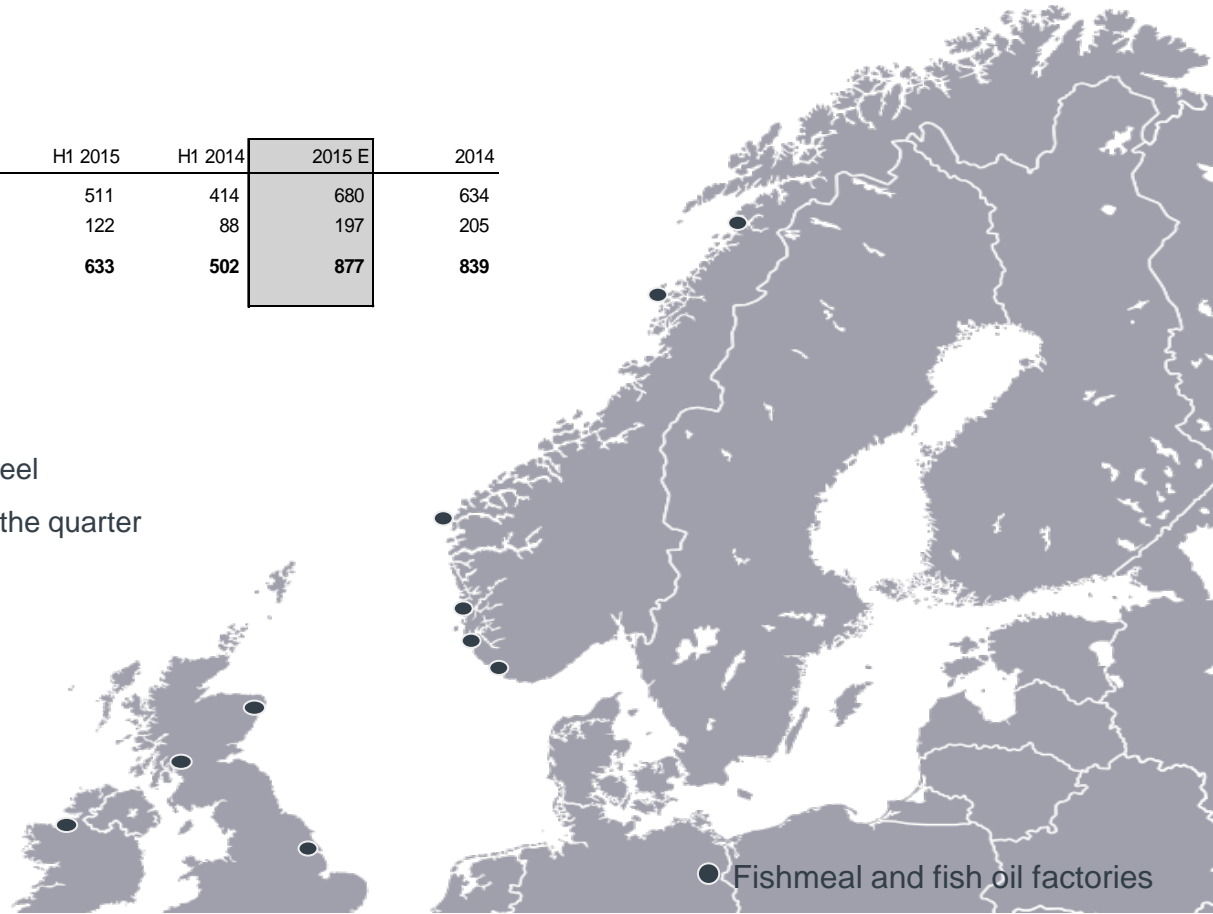 H1 2015 H1 2014 2015 E 2014
511 414 680 634
122 88 197 205
633 502 877 839
eel
the quarter
Fishmeal and fish oil factories